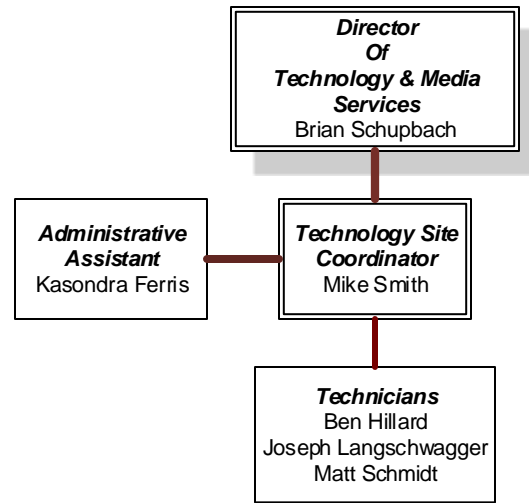 Director
Of
Technology & Media
Services
Brian Schupbach
Administrative
Assistant
Kasondra Ferris
Technology Site
Coordinator
Mike Smith
Technicians
Ben Hillard
Joseph Langschwagger
Matt Schmidt